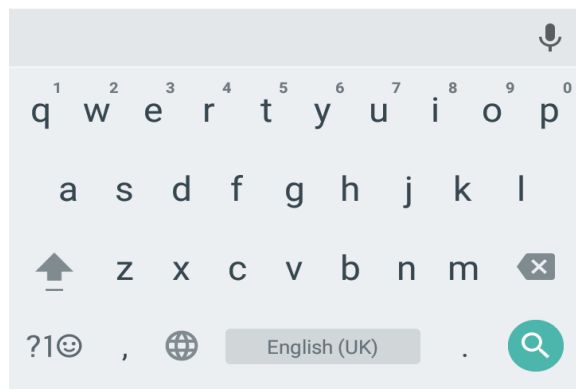 1 2 3 4 5 6 7 8 9 0
q w e r t y u i o p
a s d f g h j k l
z x c v b n m
?1☺ , English (UK) .